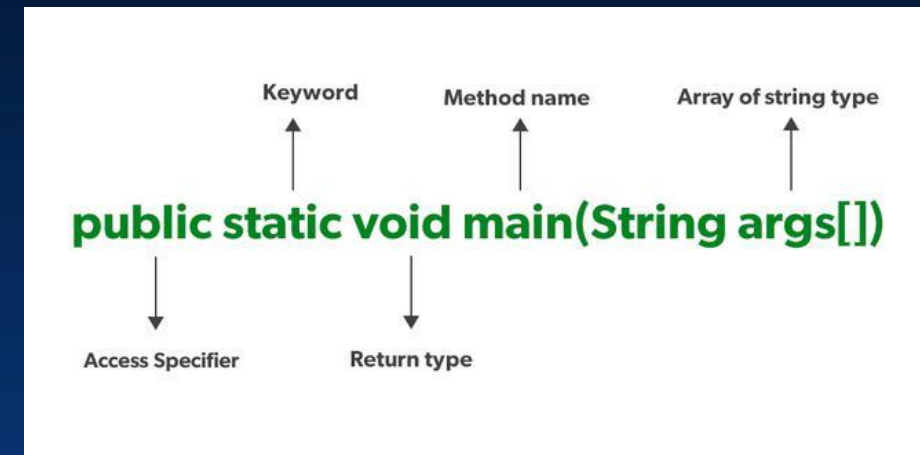 Keyword Method name Array of string type
public static void main(String args[])
Access Specifier Return type